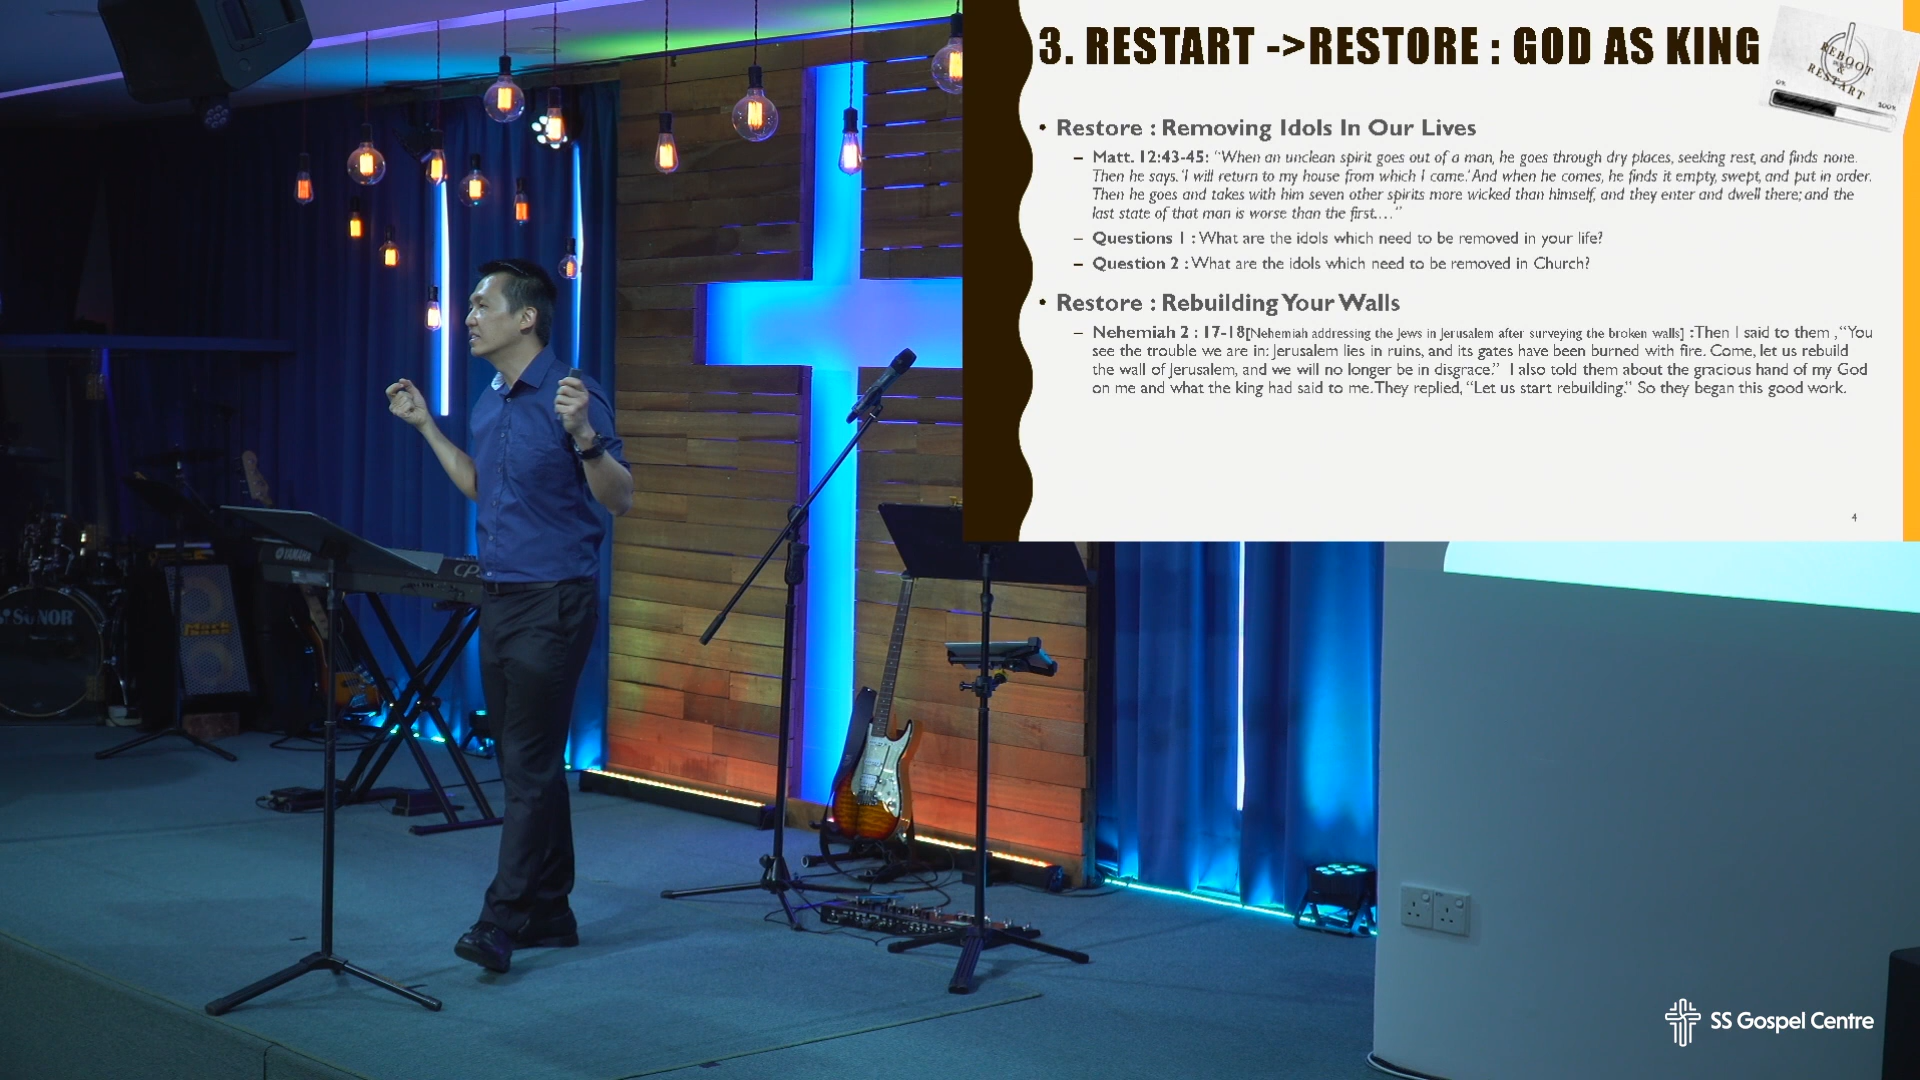 3. RESTART ->RESTORE : GOD AS KING
REBOOT
&
RESTART
0%
100%
• Restore : Removing Idols In Our Lives
– Matt. 12:43-45: “When an unclean spirit goes out of a man, he goes through dry places, seeking rest, and finds none.
Then he says. ‘I will return to my house from which I came.’ And when he comes, he finds it empty, swept, and put in order.
Then he goes and takes with him seven other spirits more wicked than himself, and they enter and dwell there; and the
last state of that man is worse than the first.…”
– Questions 1 : What are the idols which need to be removed in your life?
– Question 2 : What are the idols which need to be removed in Church?
• Restore : Rebuilding Your Walls
– Nehemiah 2 : 17-18[Nehemiah addressing the Jews in Jerusalem after surveying the broken walls] :Then I said to them ,“You
see the trouble we are in: Jerusalem lies in ruins, and its gates have been burned with fire. Come, let us rebuild
the wall of Jerusalem, and we will no longer be in disgrace.” I also told them about the gracious hand of my God
on me and what the king had said to me. They replied, “Let us start rebuilding.” So they began this good work.
4
YAMAHA
CP
SONOR
SS Gospel Centre